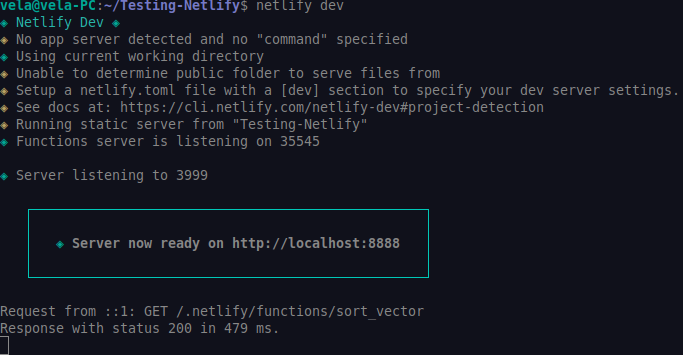 vela@vela-PC:~/Testing-Netlify$ netlify dev
◈ Netlify Dev ◈
◈ No app server detected and no "command" specified
◈ Using current working directory
◈ Unable to determine public folder to serve files from
◈ Setup a netlify.toml file with a [dev] section to specify your dev server settings.
◈ See docs at: https://cli.netlify.com/netlify-dev#project-detection
◈ Running static server from "Testing-Netlify"
◈ Functions server is listening on 35545
◈ Server listening to 3999
◈ Server now ready on http://localhost:8888
Request from ::1: GET /.netlify/functions/sort_vector
Response with status 200 in 479 ms.